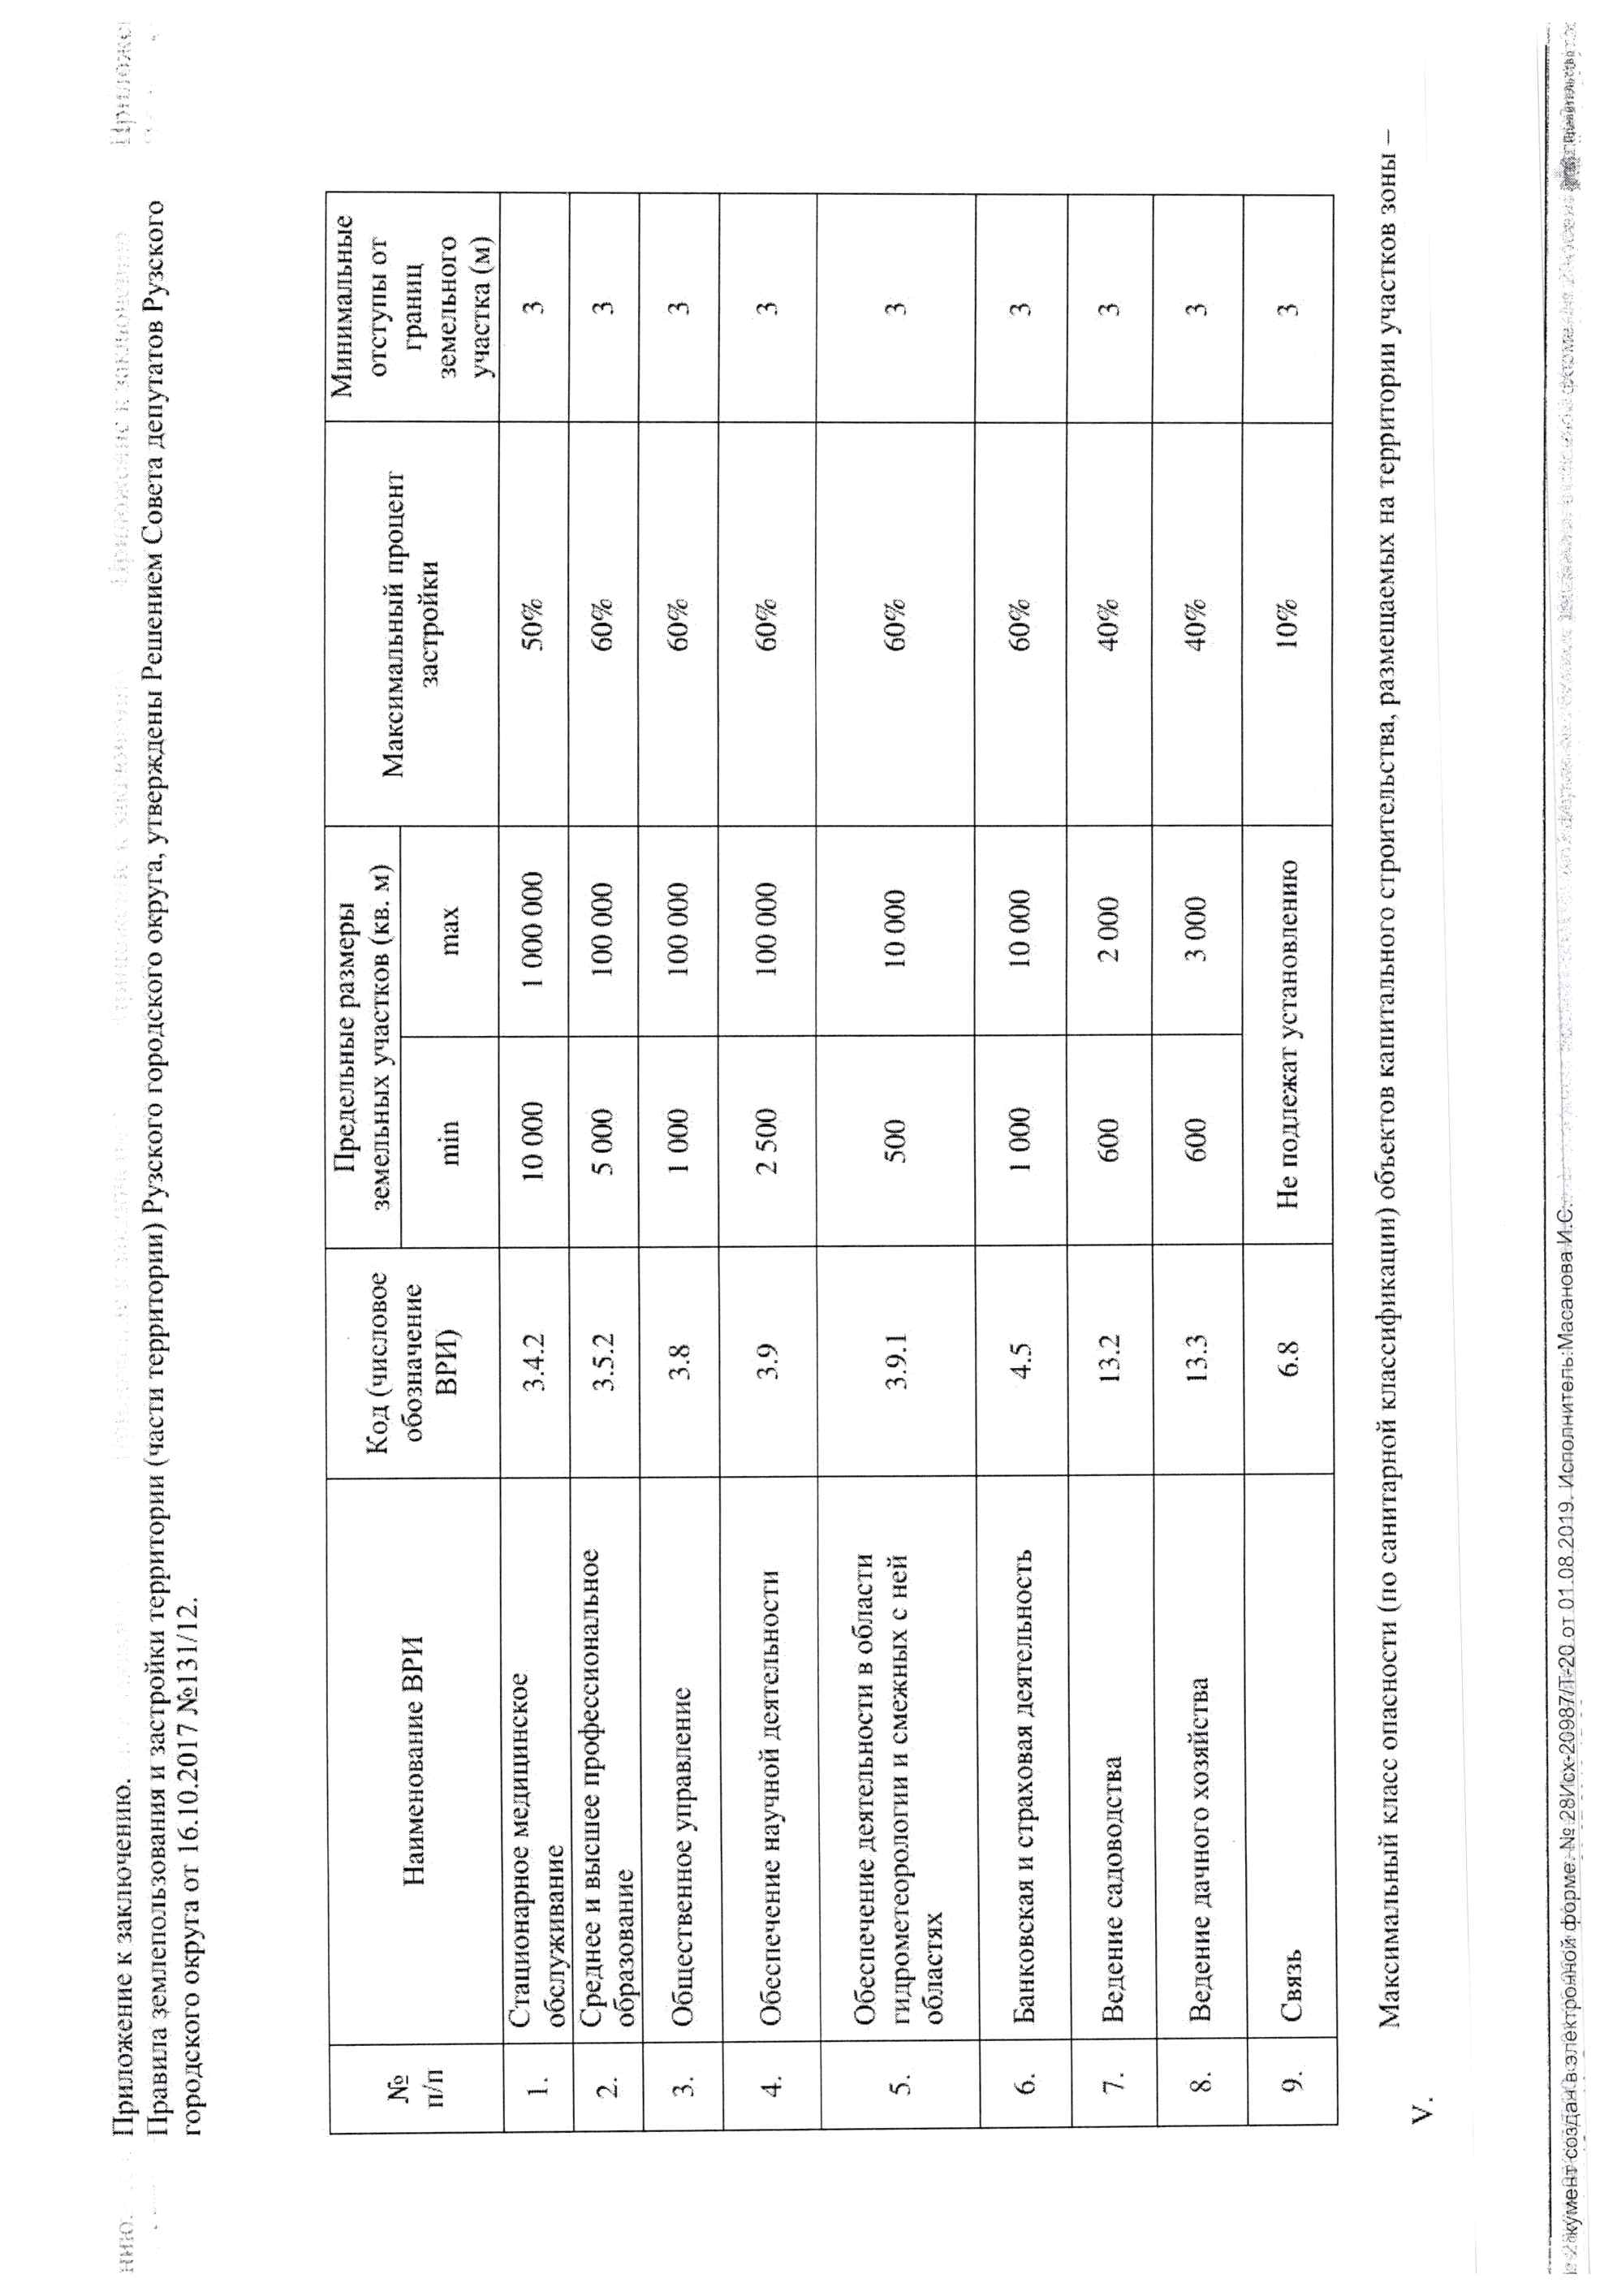 Приложение к заключению.
Правила землепользования и застройки территории (части территории) Рузского городского округа, утверждены Решением Совета депутатов Рузского
городского округа от 16.10.2017 №131/12.
№
п/п
Наименование ВРИ
Код (числовое
обозначение
ВРИ)
Предельные размеры
земельных участков (кв. м)
min
max
Максимальный процент
застройки
Минимальные
отступы от
границ
земельного
участка (м)
1.
Стационарное медицинское
обслуживание
3.4.2
10 000
1 000 000
50%
3
2.
Среднее и высшее профессиональное
образование
3.5.2
5 000
100 000
60%
3
3.
Общественное управление
3.8
1 000
100 000
60%
3
4.
Обеспечение научной деятельности
3.9
2 500
100 000
60%
3
5.
Обеспечение деятельности в области
гидрометеорологии и смежных с ней
областях
3.9.1
500
10 000
60%
3
6.
Банковская и страховая деятельность
4.5
1 000
10 000
60%
3
7.
Ведение садоводства
13.2
600
2 000
40%
3
8.
Ведение дачного хозяйства
13.3
600
3 000
40%
3
9.
Связь
6.8
Не подлежат установлению
10%
3
Максимальный класс опасности (по санитарной классификации) объектов капитального строительства, размещаемых на территории участков зоны –
V.
документ создан в электронной форме. № 28Исх-20987/Т-20 от 01.08.2019. Исполнитель:Масанова И.С.